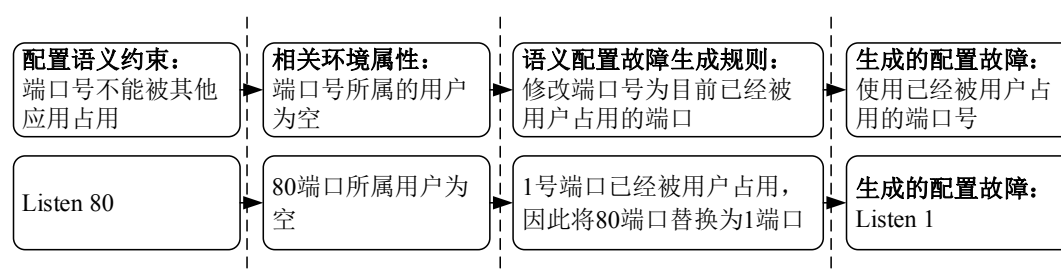 配置语义约束：
端口号不能被其他
应用占用
相关环境属性：
端口号所属的用户
为空
语义配置故障生成规则：
修改端口号为目前已经被
用户占用的端口
生成的配置故障：
使用已经被用户占
用的端口号
Listen 80
80端口所属用户为
空
1号端口已经被用户占用，
因此将80端口替换为1端口
生成的配置故障：
Listen 1